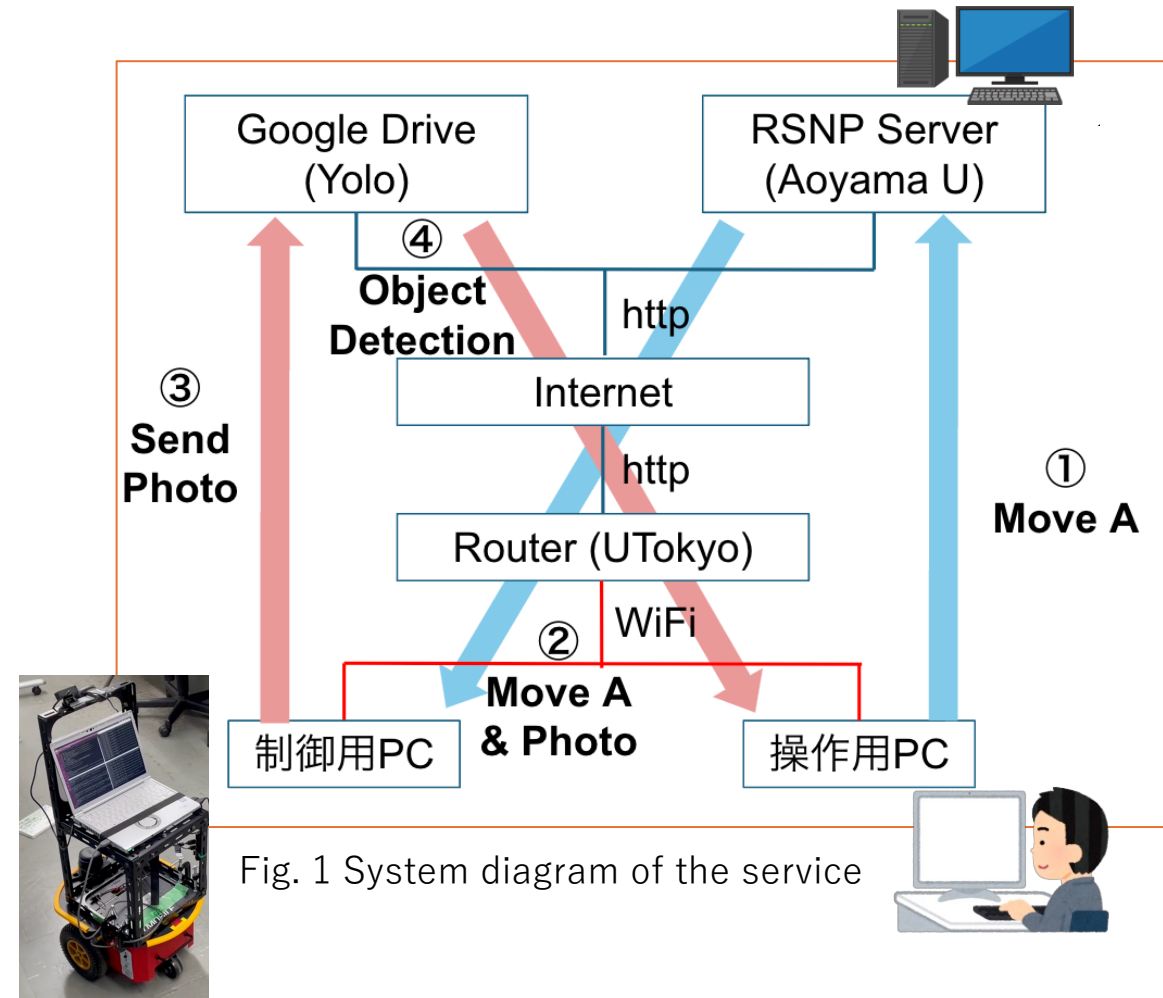 Google Drive
(Yolo)
RSNP Server
(Aoyama U)
④
Object
Detection
http
Internet
③
Send
Photo
http
①
Move A
Router (UTokyo)
WiFi
②
Move A
& Photo
制御用PC
操作用PC
Fig. 1 System diagram of the service